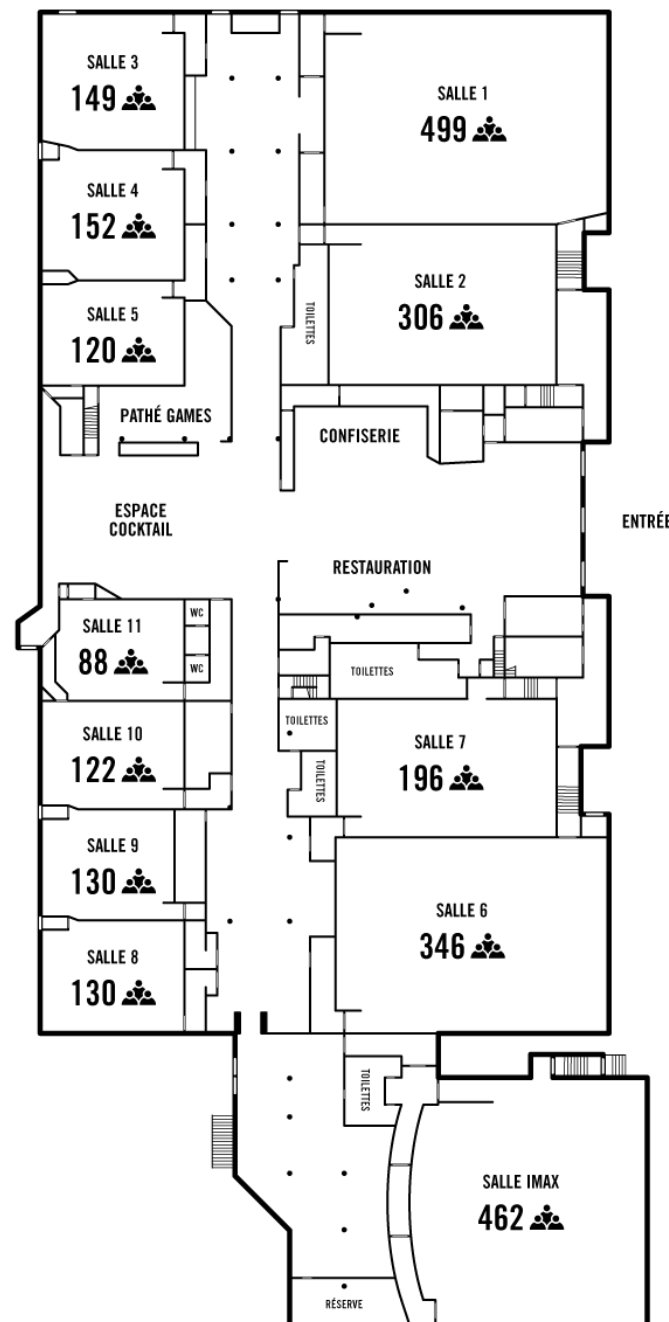 SALLE 3
149
SALLE 1
499
SALLE 4
152
SALLE 2
306
SALLE 5
120
TOILETTES
PATHÉ GAMES
CONFISERIE
ESPACE
COCKTAIL
ENTRÉE
RESTAURATION
SALLE 11
88
WC
WC
TOILETTES
SALLE 10
122
TOILETTES
SALLE 7
196
TOILETTES
SALLE 9
130
SALLE 6
346
SALLE 8
130
TOILETTES
SALLE IMAX
462
RÉSERVE